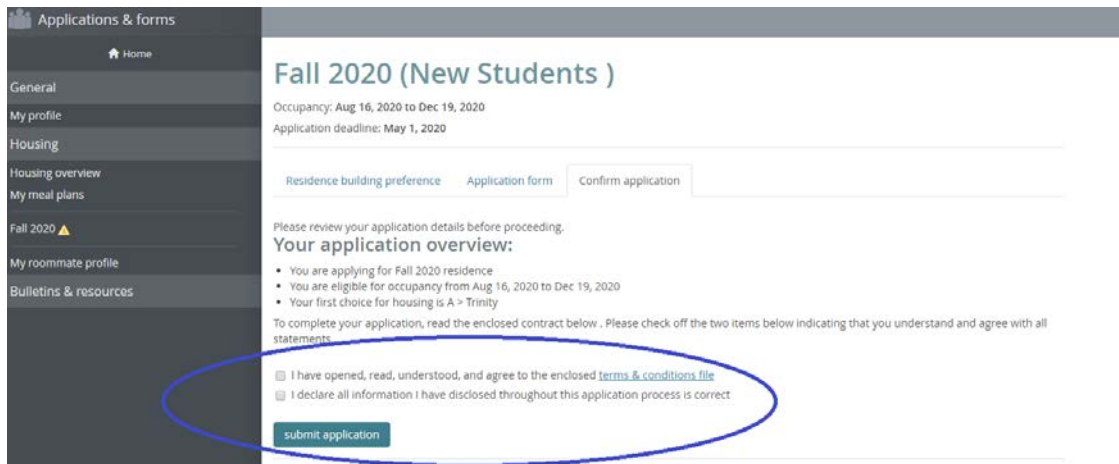 Applications & forms
Home
General
My profile
Housing
Housing overview
My meal plans
Fall 2020
My roommate profile
Bulletins & resources
Fall 2020 (New Students )
Occupancy: Aug 16, 2020 to Dec 19, 2020
Application deadline: May 1, 2020
Residence building preference Application form Confirm application
Please review your application details before proceeding.
Your application overview:
• You are applying for Fall 2020 residence
• You are eligible for occupancy from Aug 16, 2020 to Dec 19, 2020
• Your first choice for housing is A > Trinity
To complete your application, read the enclosed contract below . Please check off the two items below indicating that you understand and agree with all
statements
I have opened, read, understood, and agree to the enclosed terms & conditions file
I declare all information I have disclosed throughout this application process is correct
submit application